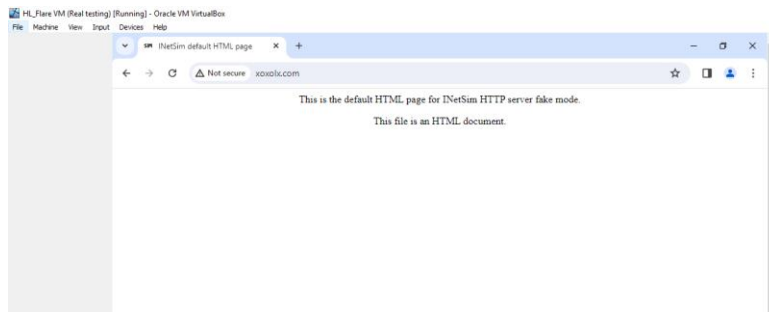 HL_Flare VM (Real testing) [Running] - Oracle VM VirtualBox
File Machine View Input Devices Help
SIM INetSim default HTML page
Not secure xoxolx.com
This is the default HTML page for INetSim HTTP server fake mode.
This file is an HTML document.